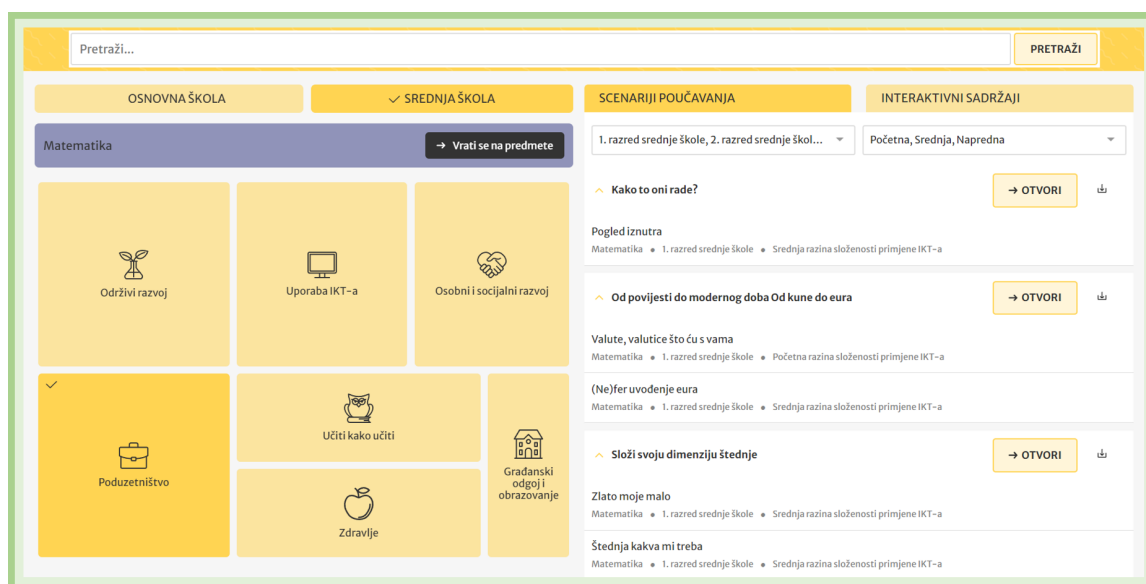 Pretraži...
PRETRAŽI
OSNOVNA ŠKOLA
SREDNJA ŠKOLA
SCENARIJI POUČAVANJA
INTERAKTIVNI SADRŽAJI
Matematika
→ Vrati se na predmete
1. razred srednje škole, 2. razred srednje škol...
Početna, Srednja, Napredna
Održivi razvoj
Uporaba IKT-a
Osobni i socijalni razvoj
Poduzetništvo
Učiti kako učiti
Zdravlje
Građanski
odgoj i
obrazovanje
Kako to oni rade?
→ OTVORI
Pogled iznutra
Matematika • 1. razred srednje škole • Srednja razina složenosti primjene IKT-a
Od povijesti do modernog doba Od kune do eura
→ OTVORI
Valute, valutice što ću s vama
Matematika • 1. razred srednje škole • Početna razina složenosti primjene IKT-a
(Ne)fer uvođenje eura
Matematika • 1. razred srednje škole • Srednja razina složenosti primjene IKT-a
Složi svoju dimenziju štednje
→ OTVORI
Zlato moje malo
Matematika • 1. razred srednje škole • Srednja razina složenosti primjene IKT-a
Štednja kakva mi treba
Matematika • 1. razred srednje škole • Srednja razina složenosti primjene IKT-a